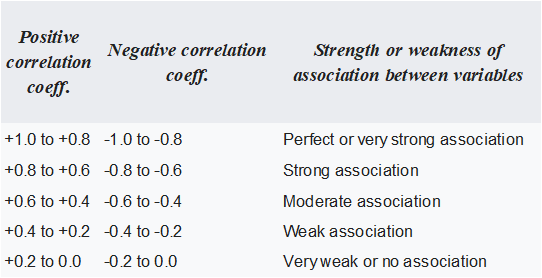 Positive correlation coeff. Negative correlation coeff. Strength or weakness of association between variables
+1.0 to +0.8 -1.0 to -0.8 Perfect or very strong association
+0.8 to +0.6 -0.8 to -0.6 Strong association
+0.6 to +0.4 -0.6 to -0.4 Moderate association
+0.4 to +0.2 -0.4 to -0.2 Weak association
+0.2 to 0.0 -0.2 to 0.0 Very weak or no association